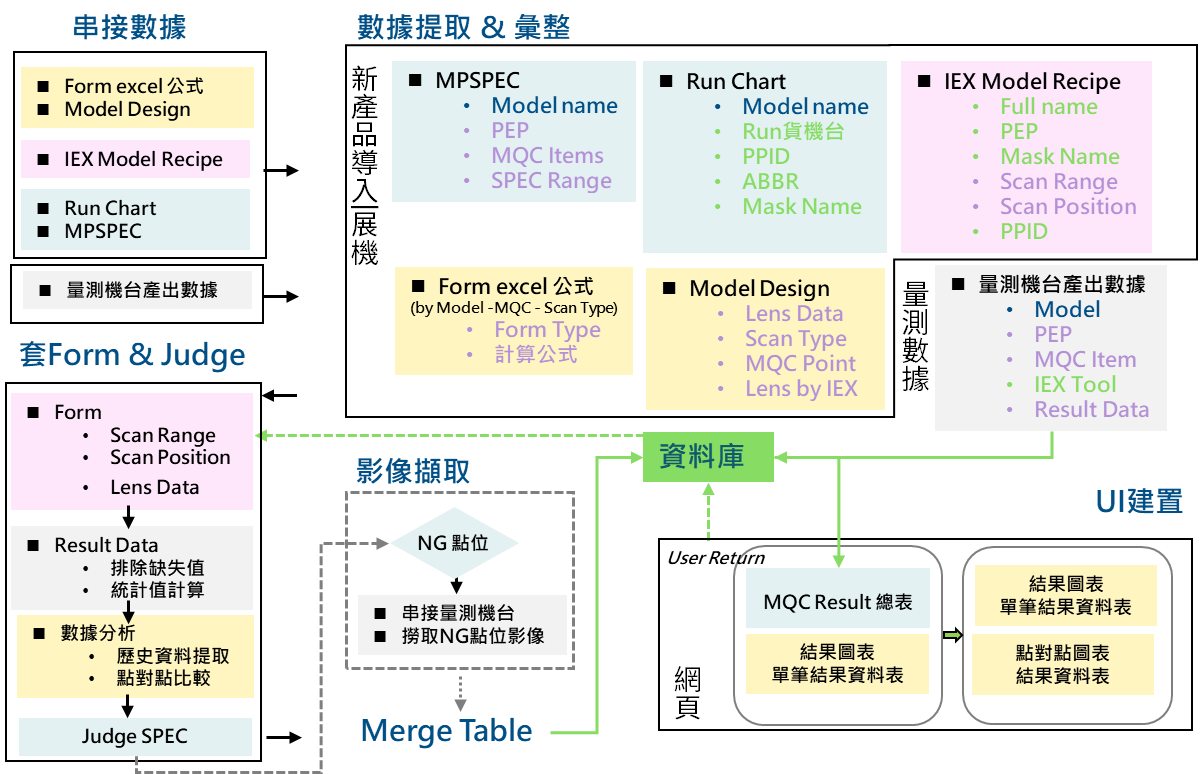 串接數據
■ Form excel 公式
■ Model Design
■ IEX Model Recipe
■ Run Chart
■ MPSPEC
■ 量測機台產出數據
數據提取 & 彙整
新產品導入/展機
■ MPSPEC
• Model name
• PEP
• MQC Items
• SPEC Range
■ Run Chart
• Model name
• Run貨機台
• PPID
• ABBR
• Mask Name
■ IEX Model Recipe
• Full name
• PEP
• Mask Name
• Scan Range
• Scan Position
• PPID
■ Form excel 公式
(by Model -MQC - Scan Type)
• Form Type
• 計算公式
■ Model Design
• Lens Data
• Scan Type
• MQC Point
• Lens by IEX
量測數據
■ 量測機台產出數據
• Model
• PEP
• MQC Item
• IEX Tool
• Result Data
套Form & Judge
■ Form
• Scan Range
• Scan Position
• Lens Data
■ Result Data
• 排除缺失值
• 統計值計算
■ 數據分析
• 歷史資料提取
• 點對點比較
Judge SPEC
影像擷取
NG 點位
■ 串接量測機台
■ 撈取NG點位影像
Merge Table
資料庫
UI建置
User Return
網頁
MQC Result 總表
結果圖表
單筆結果資料表
結果圖表
單筆結果資料表
點對點圖表
結果資料表